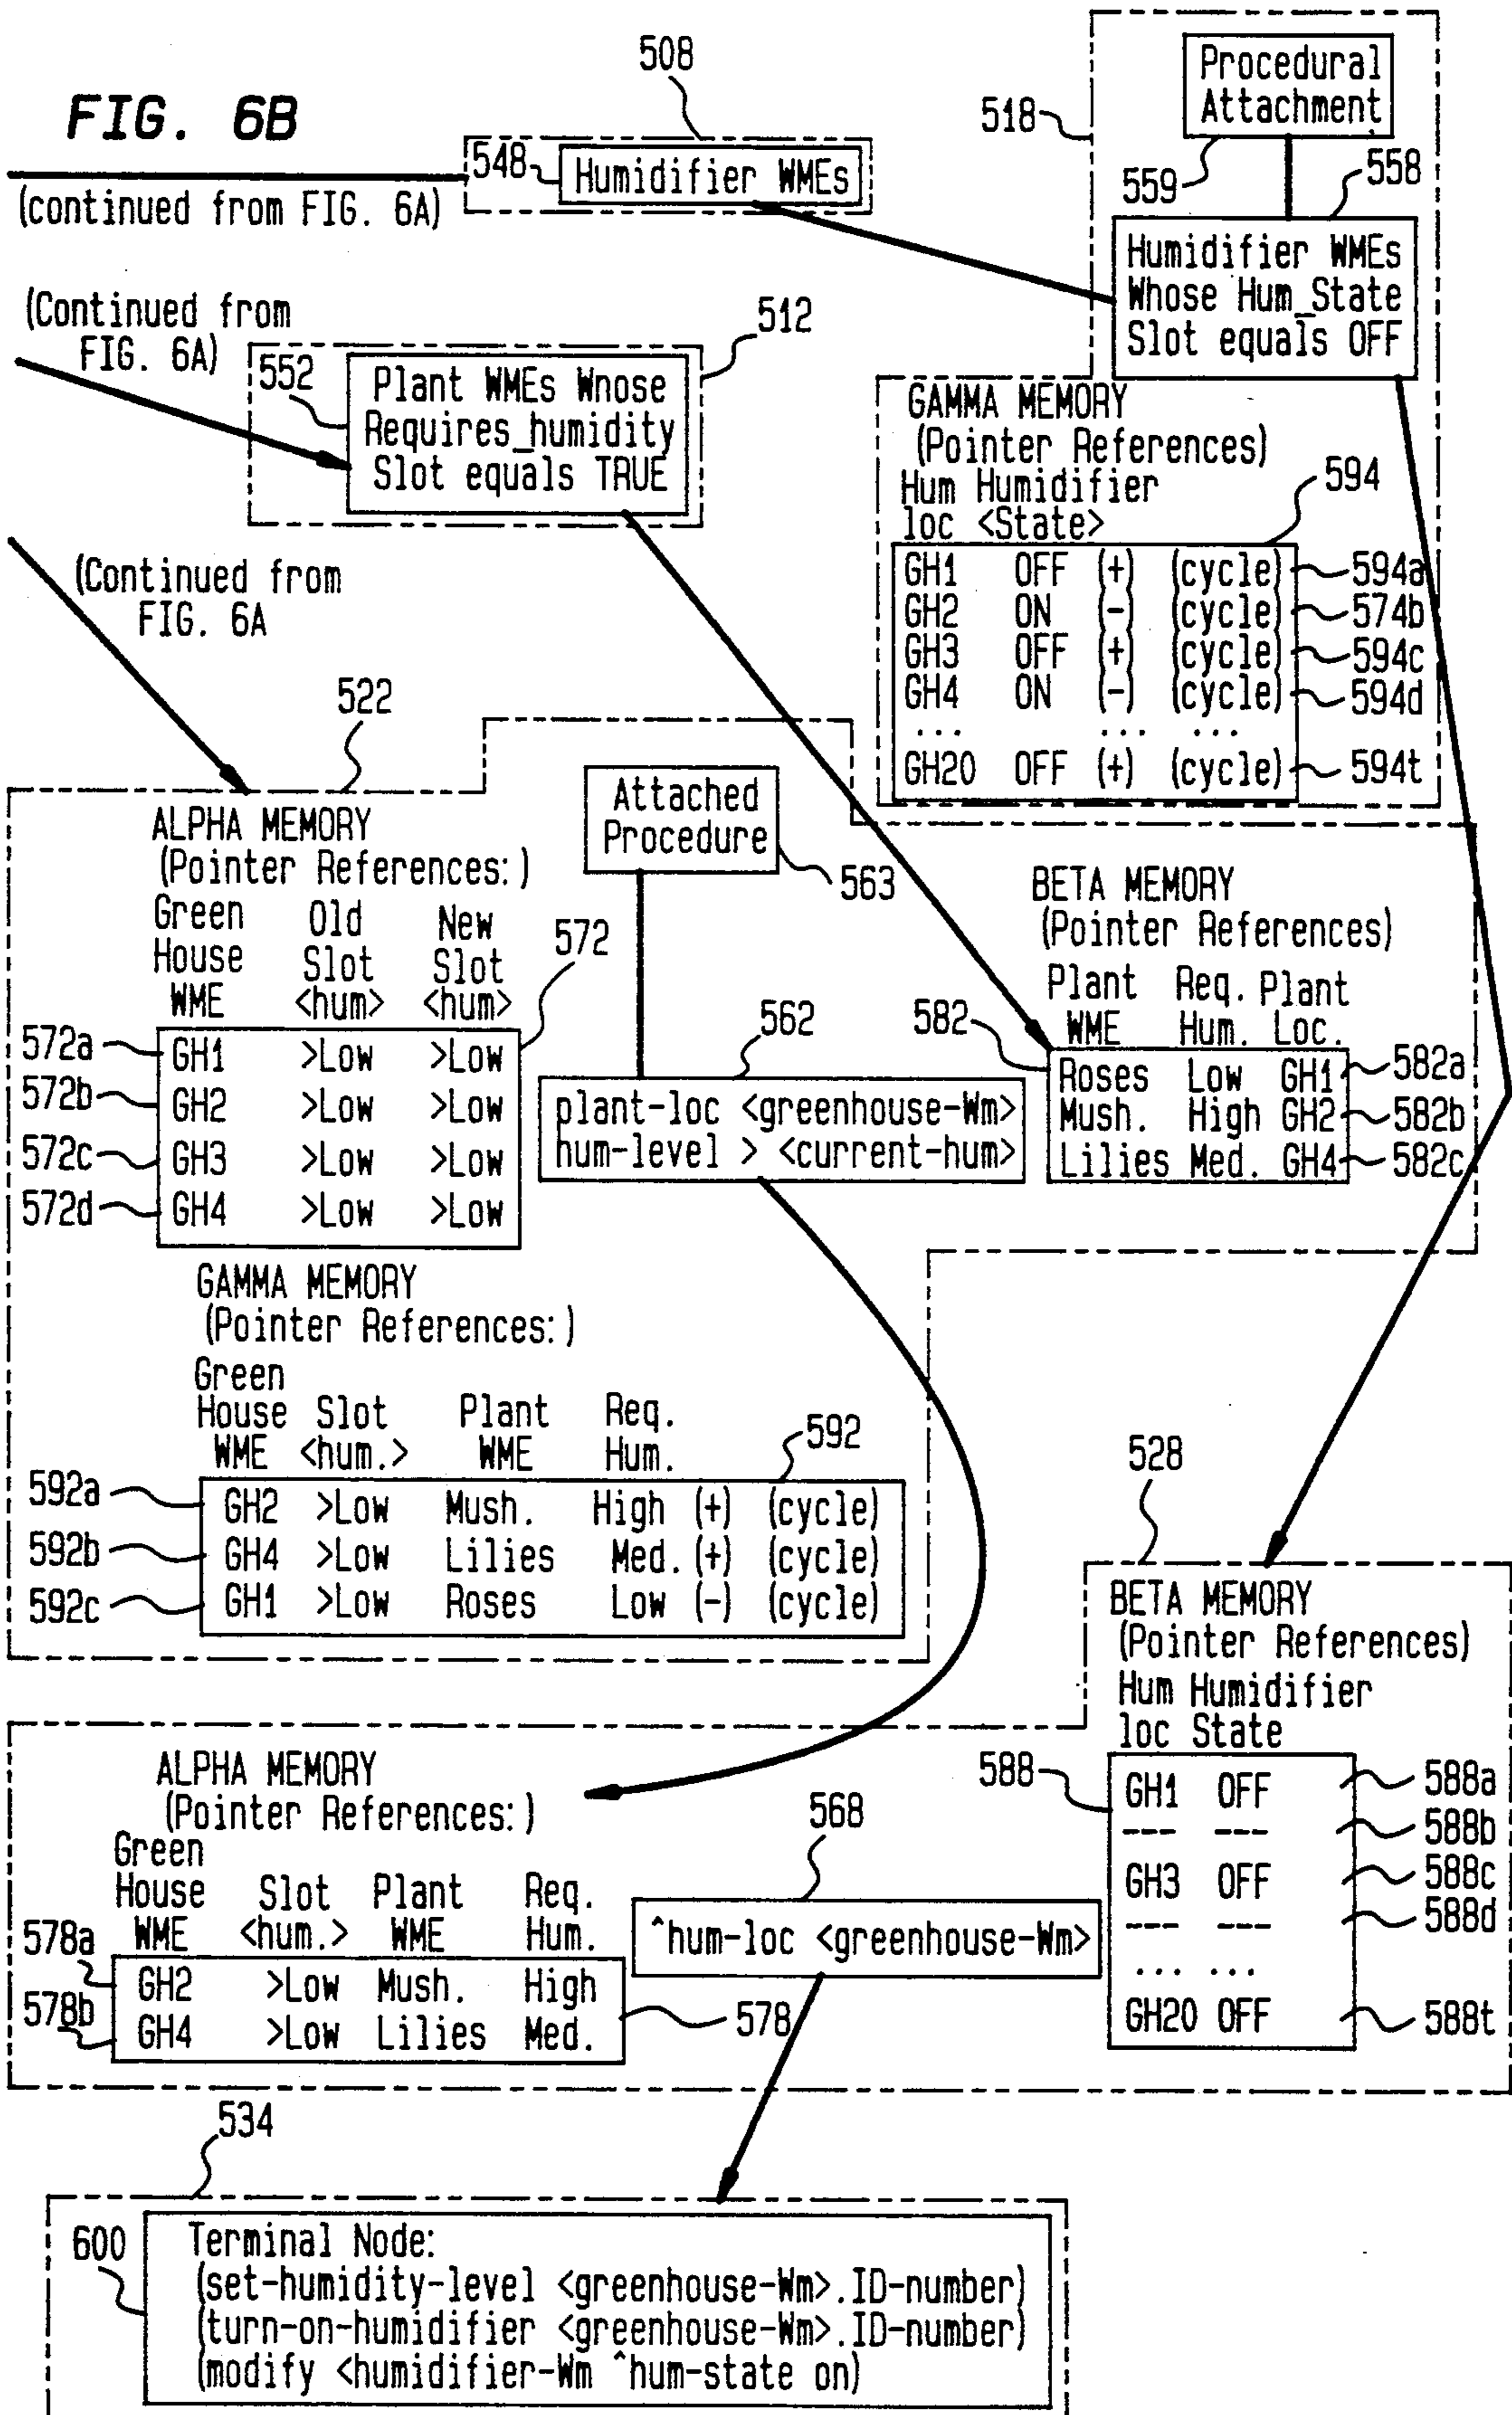 FIG. 6B
(continued from FIG. 6A)
508
548
Humidifier WMEs
518
Procedural
Attachment
559
558
Humidifier WMEs
Whose Hum_State
Slot equals OFF
(Continued from
FIG. 6A)
512
552
Plant WMEs Wnose
Requires_humidity
Slot equals TRUE
GAMMA MEMORY
(Pointer References)
Hum Humidifier
loc <State>
594
GH1 OFF (+) (cycle) 594a
GH2 ON (-) (cycle) 574b
GH3 OFF (+) (cycle) 594c
GH4 ON (-) (cycle) 594d
... ... ...
GH20 OFF (+) (cycle) 594t
(Continued from
FIG. 6A
522
ALPHA MEMORY
(Pointer References:)
Green Old New
House Slot Slot
WME <hum> <hum>
572
572a GH1 >Low >Low
572b GH2 >Low >Low
572c GH3 >Low >Low
572d GH4 >Low >Low
Attached
Procedure
563
562
plant-loc <greenhouse-Wm>
hum-level > <current-hum>
BETA MEMORY
(Pointer References)
Plant Req. Plant
WME Hum. Loc.
582
Roses Low GH1 582a
Mush. High GH2 582b
Lilies Med. GH4 582c
GAMMA MEMORY
(Pointer References:)
Green
House Slot Plant Req.
WME <hum.> WME Hum.
592
592a GH2 >Low Mush. High (+) (cycle)
592b GH4 >Low Lilies Med. (+) (cycle)
592c GH1 >Low Roses Low (-) (cycle)
528
BETA MEMORY
(Pointer References)
Hum Humidifier
loc State
588
GH1 OFF 588a
--- --- 588b
GH3 OFF 588c
--- --- 588d
... ...
GH20 OFF 588t
ALPHA MEMORY
(Pointer References:)
Green
House Slot Plant Req.
WME <hum.> WME Hum.
578a GH2 >Low Mush. High
578b GH4 >Low Lilies Med.
578
568
^hum-loc <greenhouse-Wm>
534
600
Terminal Node:
(set-humidity-level <greenhouse-Wm>.ID-number)
(turn-on-humidifier <greenhouse-Wm>.ID-number)
(modify <humidifier-Wm ^hum-state on)